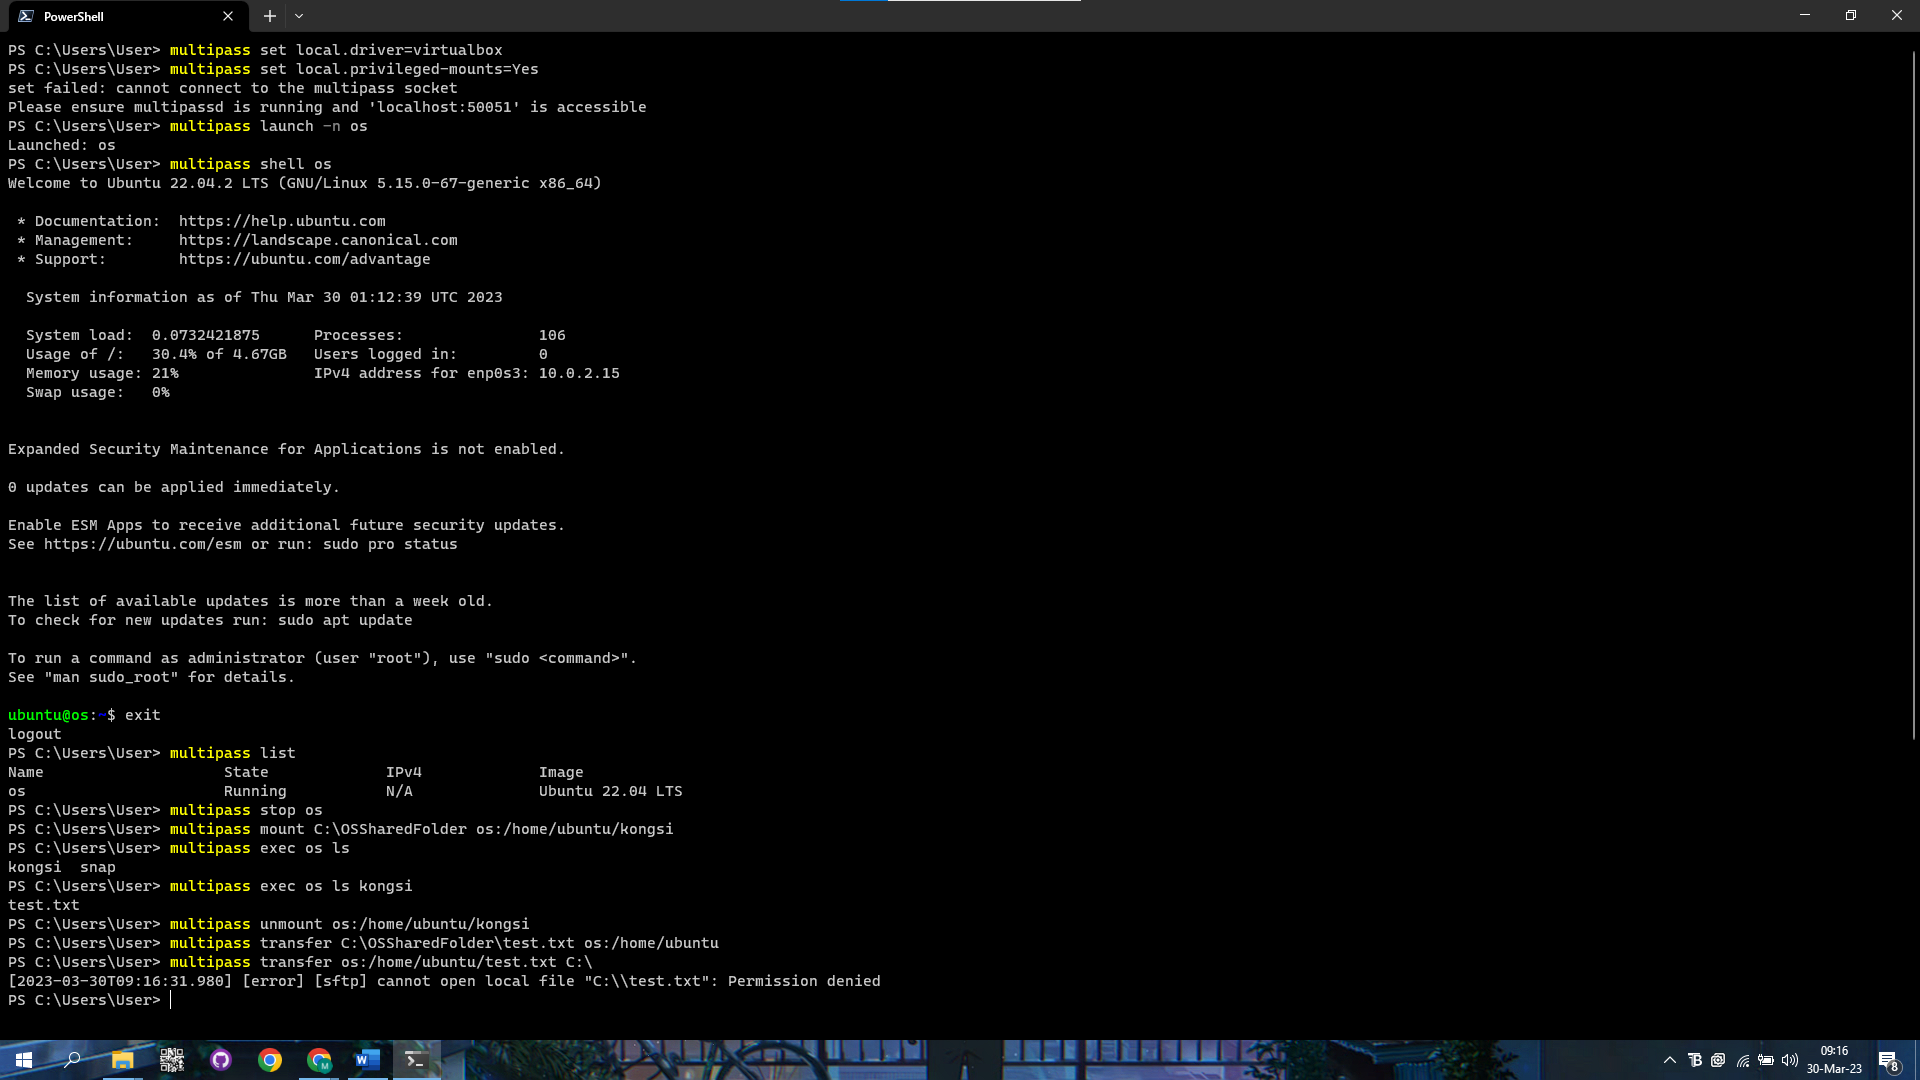 PowerShell
PS C:\Users\User> multipass set local.driver=virtualbox
PS C:\Users\User> multipass set local.privileged-mounts=Yes
set failed: cannot connect to the multipass socket
Please ensure multipassd is running and 'localhost:50051' is accessible
PS C:\Users\User> multipass launch -n os
Launched: os
PS C:\Users\User> multipass shell os
Welcome to Ubuntu 22.04.2 LTS (GNU/Linux 5.15.0-67-generic x86_64)
* Documentation:  https://help.ubuntu.com
* Management:     https://landscape.canonical.com
* Support:        https://ubuntu.com/advantage
System information as of Thu Mar 30 01:12:39 UTC 2023
System load:  0.0732421875      Processes:               106
Usage of /:   30.4% of 4.67GB   Users logged in:         0
Memory usage: 21%               IPv4 address for enp0s3: 10.0.2.15
Swap usage:   0%
Expanded Security Maintenance for Applications is not enabled.
0 updates can be applied immediately.
Enable ESM Apps to receive additional future security updates.
See https://ubuntu.com/esm or run: sudo pro status
The list of available updates is more than a week old.
To check for new updates run: sudo apt update
To run a command as administrator (user "root"), use "sudo <command>".
See "man sudo_root" for details.
ubuntu@os:~$ exit
logout
PS C:\Users\User> multipass list
Name                    State             IPv4             Image
os                      Running           N/A              Ubuntu 22.04 LTS
PS C:\Users\User> multipass stop os
PS C:\Users\User> multipass mount C:\OSSharedFolder os:/home/ubuntu/kongsi
PS C:\Users\User> multipass exec os ls
kongsi  snap
PS C:\Users\User> multipass exec os ls kongsi
test.txt
PS C:\Users\User> multipass unmount os:/home/ubuntu/kongsi
PS C:\Users\User> multipass transfer C:\OSSharedFolder\test.txt os:/home/ubuntu
PS C:\Users\User> multipass transfer os:/home/ubuntu/test.txt C:\
[2023-03-30T09:16:31.980] [error] [sftp] cannot open local file "C:\\test.txt": Permission denied
PS C:\Users\User>
09:16
30-Mar-23
8